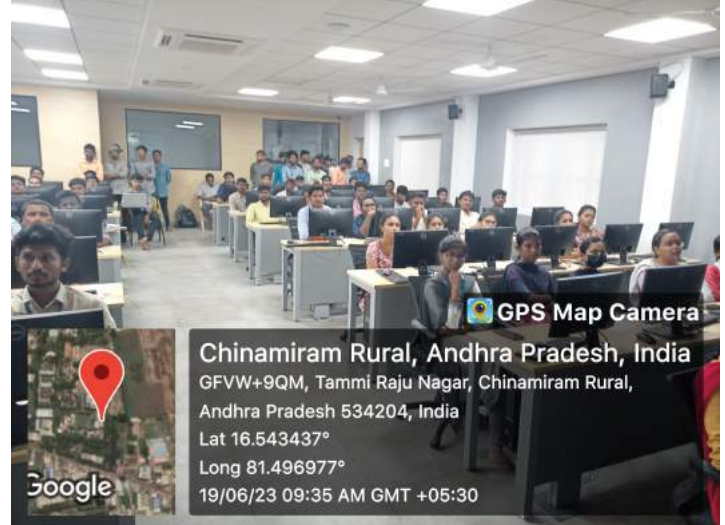 GPS Map Camera
Chinamiram Rural, Andhra Pradesh, India
GFVW+9QM, Tammi Raju Nagar, Chinamiram Rural,
Andhra Pradesh 534204, India
Lat 16.543437°
Long 81.496977°
19/06/23 09:35 AM GMT +05:30
Google